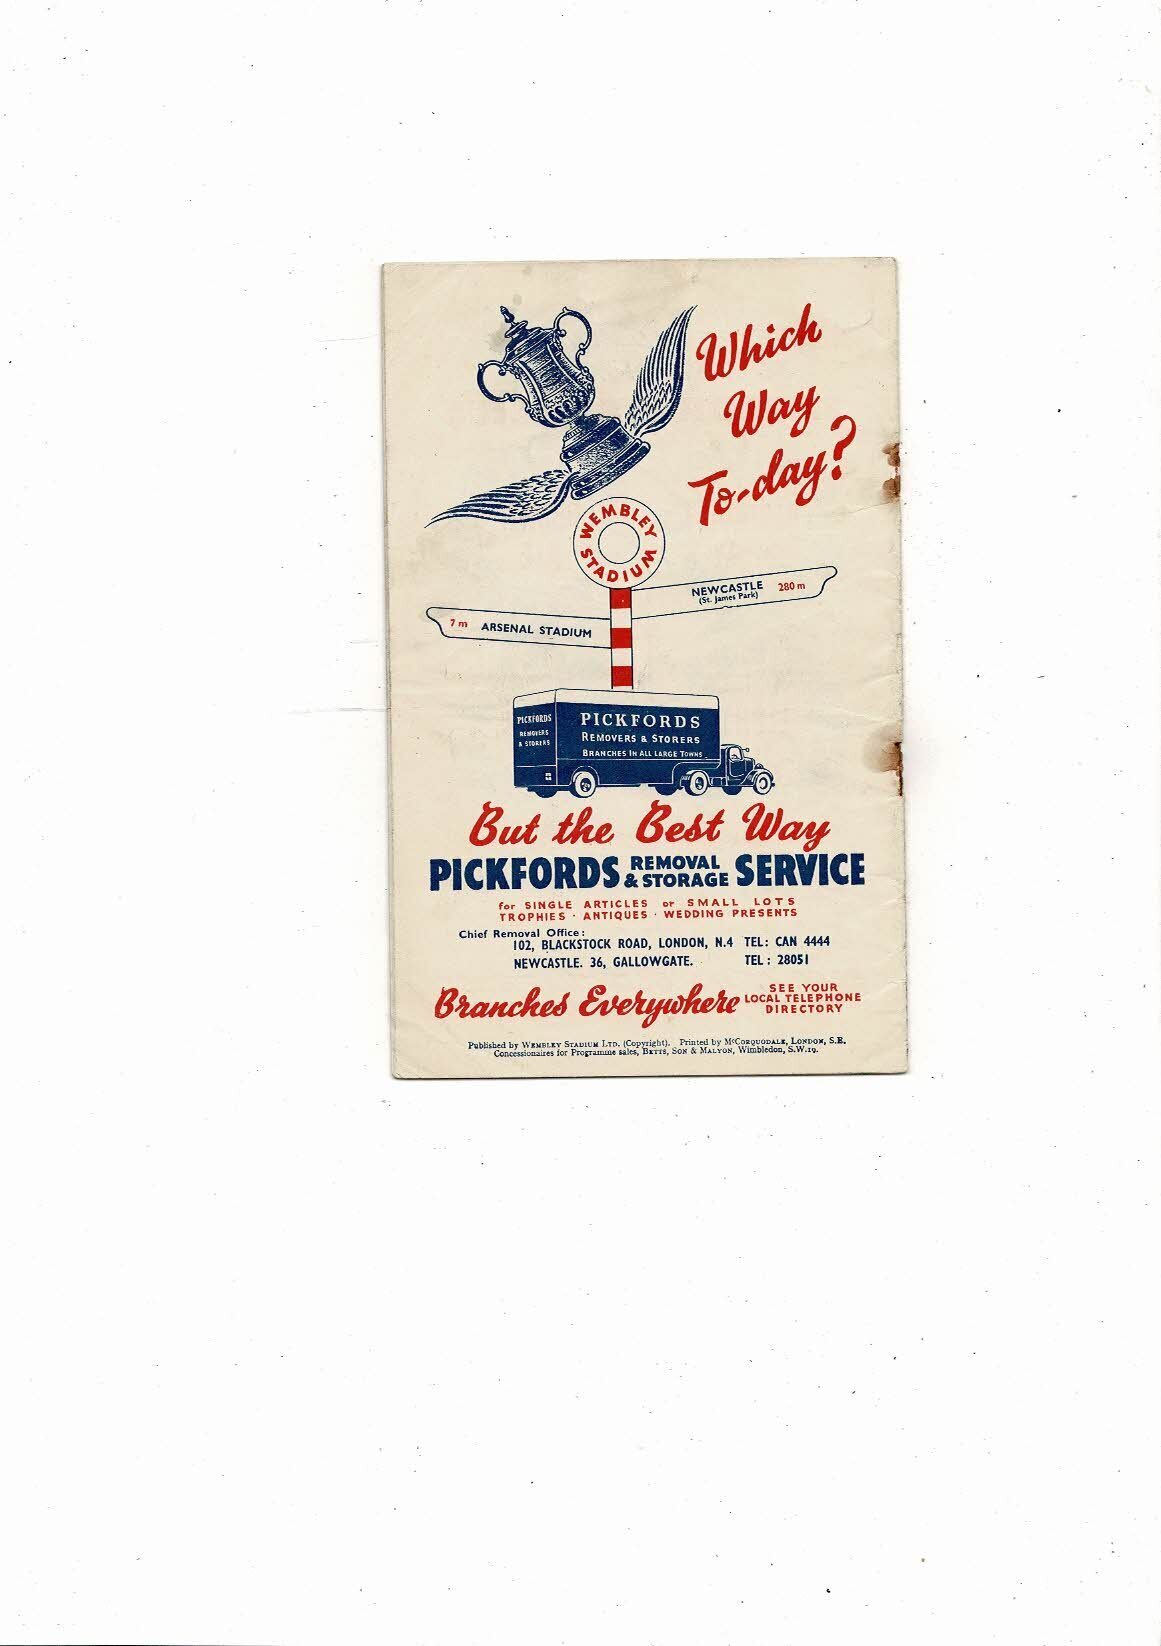 Which
Way
To-day?
WEMBLEY
STADIUM
NEWCASTLE 280 m
(St. James Park)
7 m ARSENAL STADIUM
PICKFORDS
REMOVERS
& STORERS
PICKFORDS
REMOVERS & STORERS
BRANCHES IN ALL LARGE TOWNS
But the Best Way
PICKFORDS REMOVAL & STORAGE SERVICE
for SINGLE ARTICLES or SMALL LOTS
TROPHIES · ANTIQUES · WEDDING PRESENTS
Chief Removal Office:
102, BLACKSTOCK ROAD, LONDON, N.4 TEL: CAN 4444
NEWCASTLE. 36, GALLOWGATE. TEL: 28051
Branches Everywhere SEE YOUR LOCAL TELEPHONE DIRECTORY
Published by WEMBLEY STADIUM LTD. (Copyright). Printed by McCORQUODALE, LONDON, S.E.
Concessionaires for Programme sales, BETTS, SON & MALYON, Wimbledon, S.W.19.